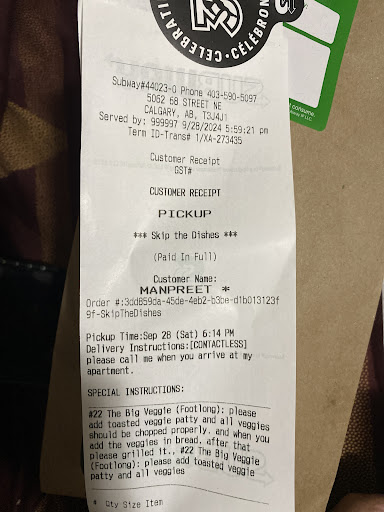 CELEBRATI
CÉLÉBRON
Subway#44023-0 Phone 403-590-5097
5062 68 STREET NE
CALGARY, AB, T3J4J1
Served by: 999997 9/28/2024 5:59:21 pm
Term ID-Trans# 1/XA-273435
Customer Receipt
GST#
CUSTOMER RECEIPT
PICKUP
*** Skip the Dishes ***
(Paid In Full)
Customer Name:
MANPREET *
Order #:3dd859da-45de-4eb2-b3be-d1b013123f
9f-SkipTheDishes
Pickup Time:Sep 28 (Sat) 6:14 PM
Delivery Instructions:[CONTACTLESS]
please call me when you arrive at my
apartment.
SPECIAL INSTRUCTIONS:
#22 The Big Veggie (Footlong): please
add toasted veggie patty and all veggies
should be chopped properly. and when you
add the veggies in bread. after that
please grilled it., #22 The Big Veggie
(Footlong): please add toasted veggie
patty and all veggies
* Qty Size Item